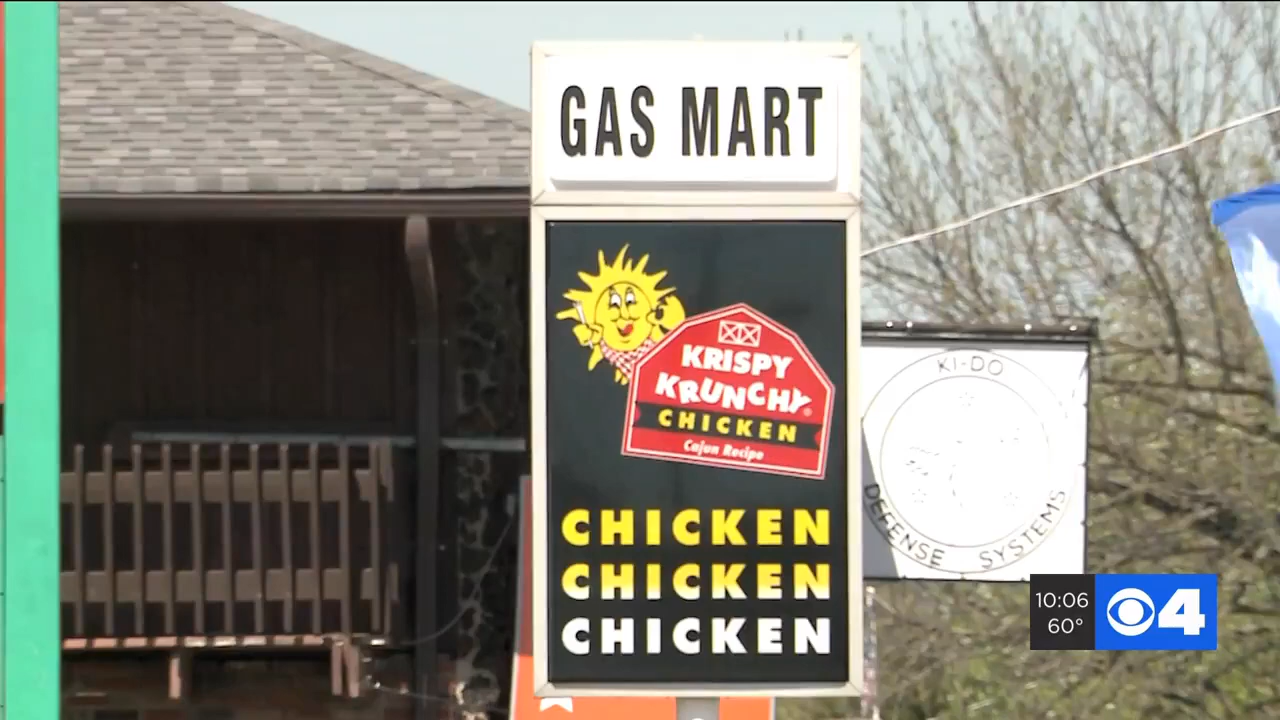 GAS MART
KRISPY
KRUNCHY®
CHICKEN
Cajun Recipe
CHICKEN
CHICKEN
CHICKEN
KI-DO
DEFENSE SYSTEMS
10:06
60°
4